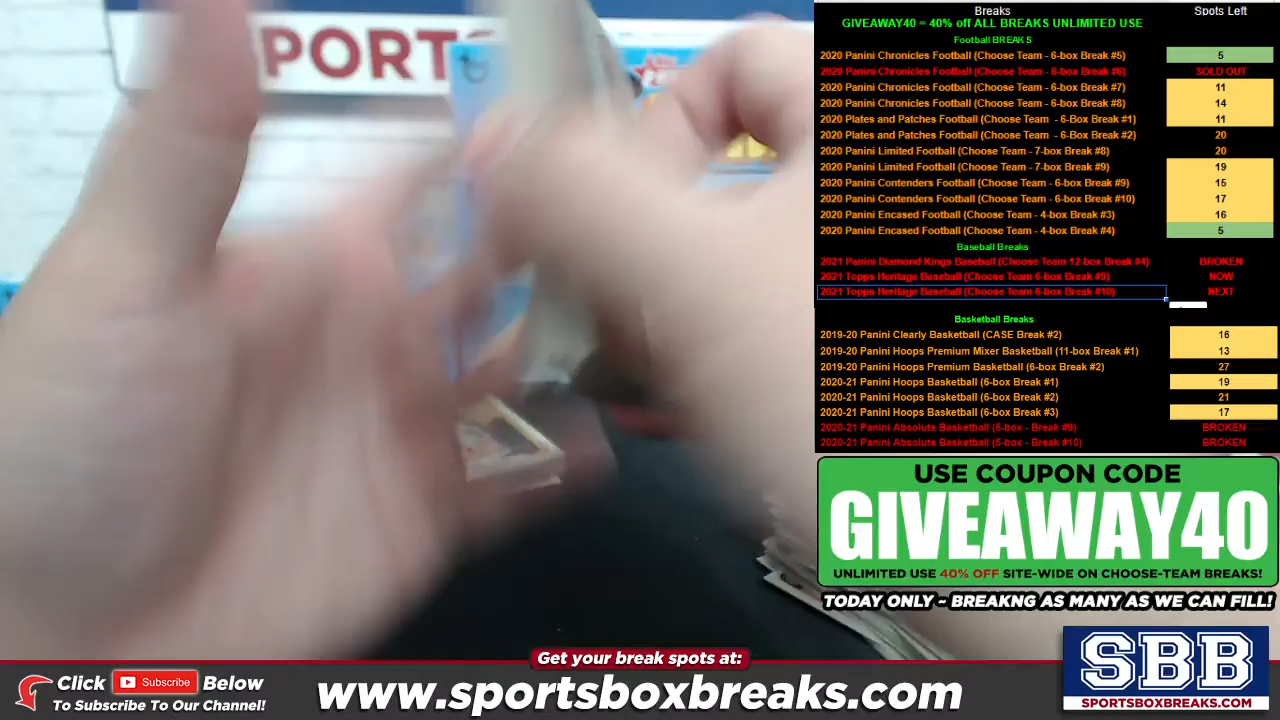 SPORTS
Breaks Spots Left
GIVEAWAY40 = 40% off ALL BREAKS UNLIMITED USE
Football BREAKS
2020 Panini Chronicles Football (Choose Team - 6-box Break #5) 5
2020 Panini Chronicles Football (Choose Team - 6-box Break #6) SOLD OUT
2020 Panini Chronicles Football (Choose Team - 6-box Break #7) 11
2020 Panini Chronicles Football (Choose Team - 6-box Break #8) 14
2020 Plates and Patches Football (Choose Team - 6-Box Break #1) 11
2020 Plates and Patches Football (Choose Team - 6-Box Break #2) 20
2020 Panini Limited Football (Choose Team - 7-box Break #8) 20
2020 Panini Limited Football (Choose Team - 7-box Break #9) 19
2020 Panini Contenders Football (Choose Team - 6-box Break #9) 15
2020 Panini Contenders Football (Choose Team - 6-box Break #10) 17
2020 Panini Encased Football (Choose Team - 4-box Break #3) 16
2020 Panini Encased Football (Choose Team - 4-box Break #4) 5
Baseball Breaks
2021 Panini Diamond Kings Baseball (Choose Team 12-box Break #4) BROKEN
2021 Topps Heritage Baseball (Choose Team 6-box Break #9) NOW
2021 Topps Heritage Baseball (Choose Team 6-box Break #10) NEXT
Basketball Breaks
2019-20 Panini Clearly Basketball (CASE Break #2) 16
2019-20 Panini Hoops Premium Mixer Basketball (11-box Break #1) 13
2019-20 Panini Hoops Premium Basketball (6-box Break #2) 27
2020-21 Panini Hoops Basketball (6-box Break #1) 19
2020-21 Panini Hoops Basketball (6-box Break #2) 21
2020-21 Panini Hoops Basketball (6-box Break #3) 17
2020-21 Panini Absolute Basketball (5-box - Break #9) BROKEN
2020-21 Panini Absolute Basketball (5-box - Break #10) BROKEN
USE COUPON CODE
GIVEAWAY40
UNLIMITED USE 40% OFF SITE-WIDE ON CHOOSE-TEAM BREAKS!
TODAY ONLY - BREAKNG AS MANY AS WE CAN FILL!
Get your break spots at:
Click Subscribe Below
To Subscribe To Our Channel!
www.sportsboxbreaks.com
SBB
SPORTSBOXBREAKS.COM